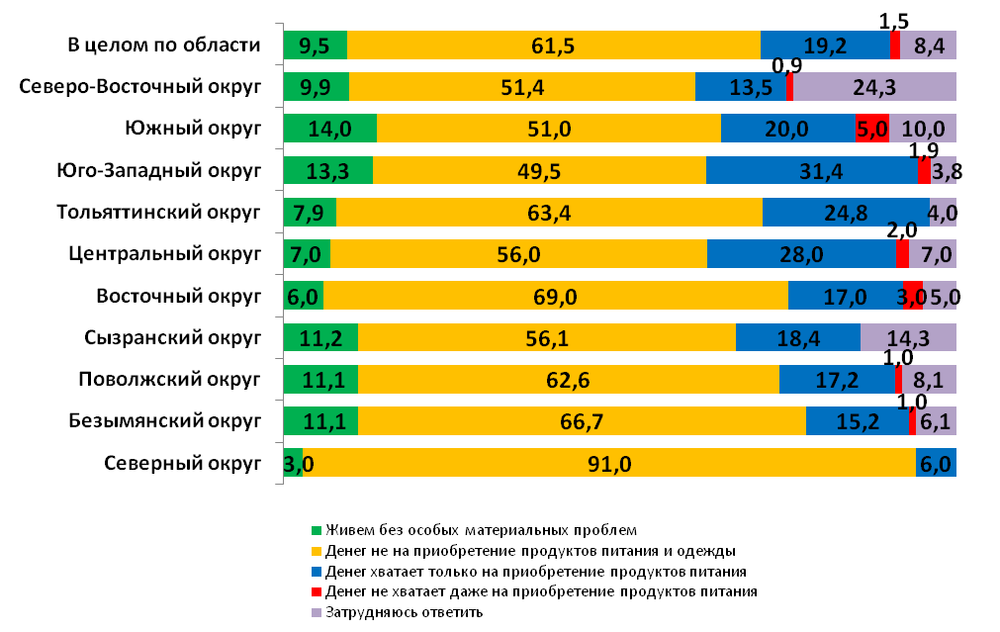 1,5
В целом по области 9,5 61,5 19,2 8,4
0,9
Северо-Восточный округ 9,9 51,4 13,5 24,3
Южный округ 14,0 51,0 20,0 5,0 10,0
1,9
Юго-Западный округ 13,3 49,5 31,4 3,8
Тольяттинский округ 7,9 63,4 24,8 4,0
2,0
Центральный округ 7,0 56,0 28,0 7,0
Восточный округ 6,0 69,0 17,0 3,0 5,0
Сызранский округ 11,2 56,1 18,4 14,3
1,0
Поволжский округ 11,1 62,6 17,2 8,1
1,0
Безымянский округ 11,1 66,7 15,2 6,1
Северный округ 3,0 91,0 6,0
Живем без особых материальных проблем
Денег не на приобретение продуктов питания и одежды
Денег хватает только на приобретение продуктов питания
Денег не хватает даже на приобретение продуктов питания
Затрудняюсь ответить